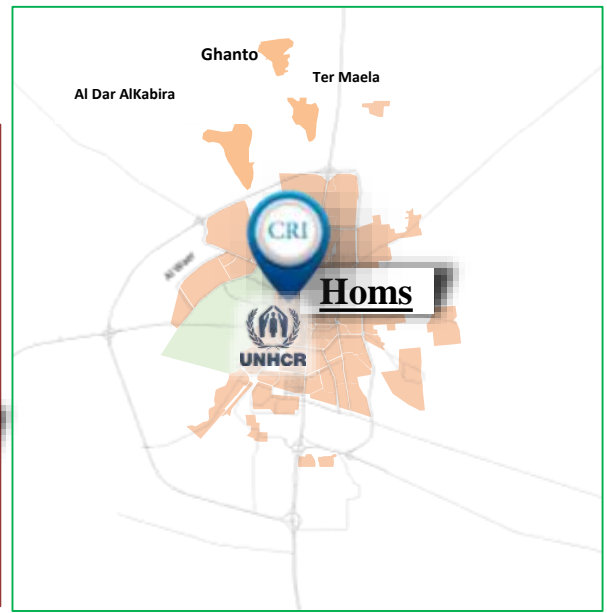 Ghanto
Ter Maela
Al Dar AlKabira
CRI
Al Waer
Homs
UNHCR